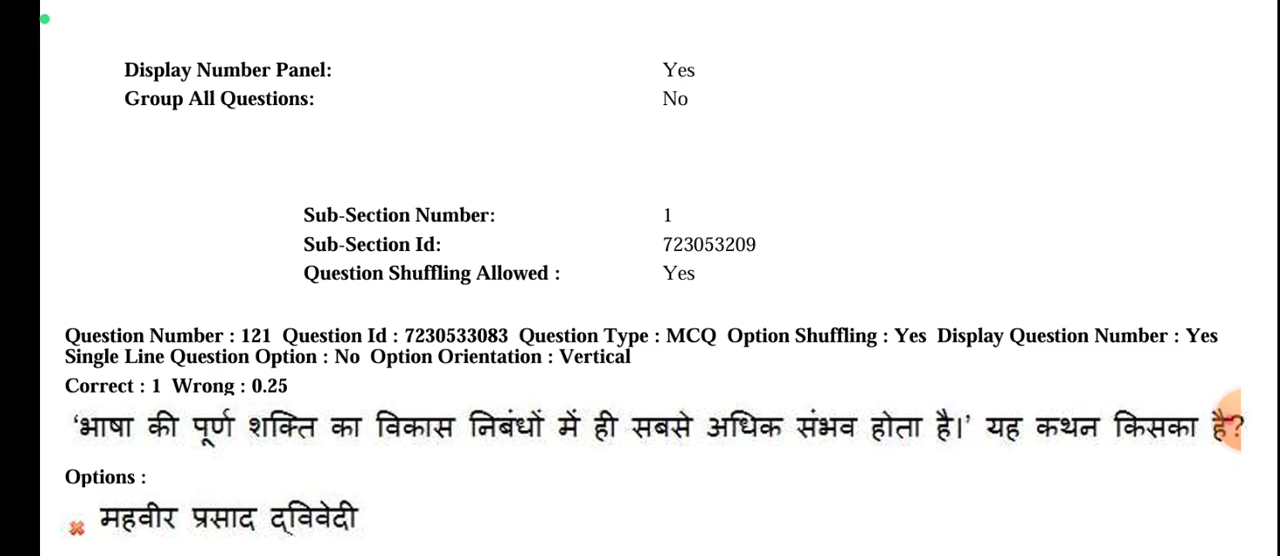 Display Number Panel: Yes
Group All Questions: No
Sub-Section Number: 1
Sub-Section Id: 723053209
Question Shuffling Allowed : Yes
Question Number : 121 Question Id : 7230533083 Question Type : MCQ Option Shuffling : Yes Display Question Number : Yes
Single Line Question Option : No Option Orientation : Vertical
Correct : 1 Wrong : 0.25
‘भाषा की पूर्ण शक्ति का विकास निबंधों में ही सबसे अधिक संभव होता है।’ यह कथन किसका है?
Options :
महवीर प्रसाद द्विवेदी